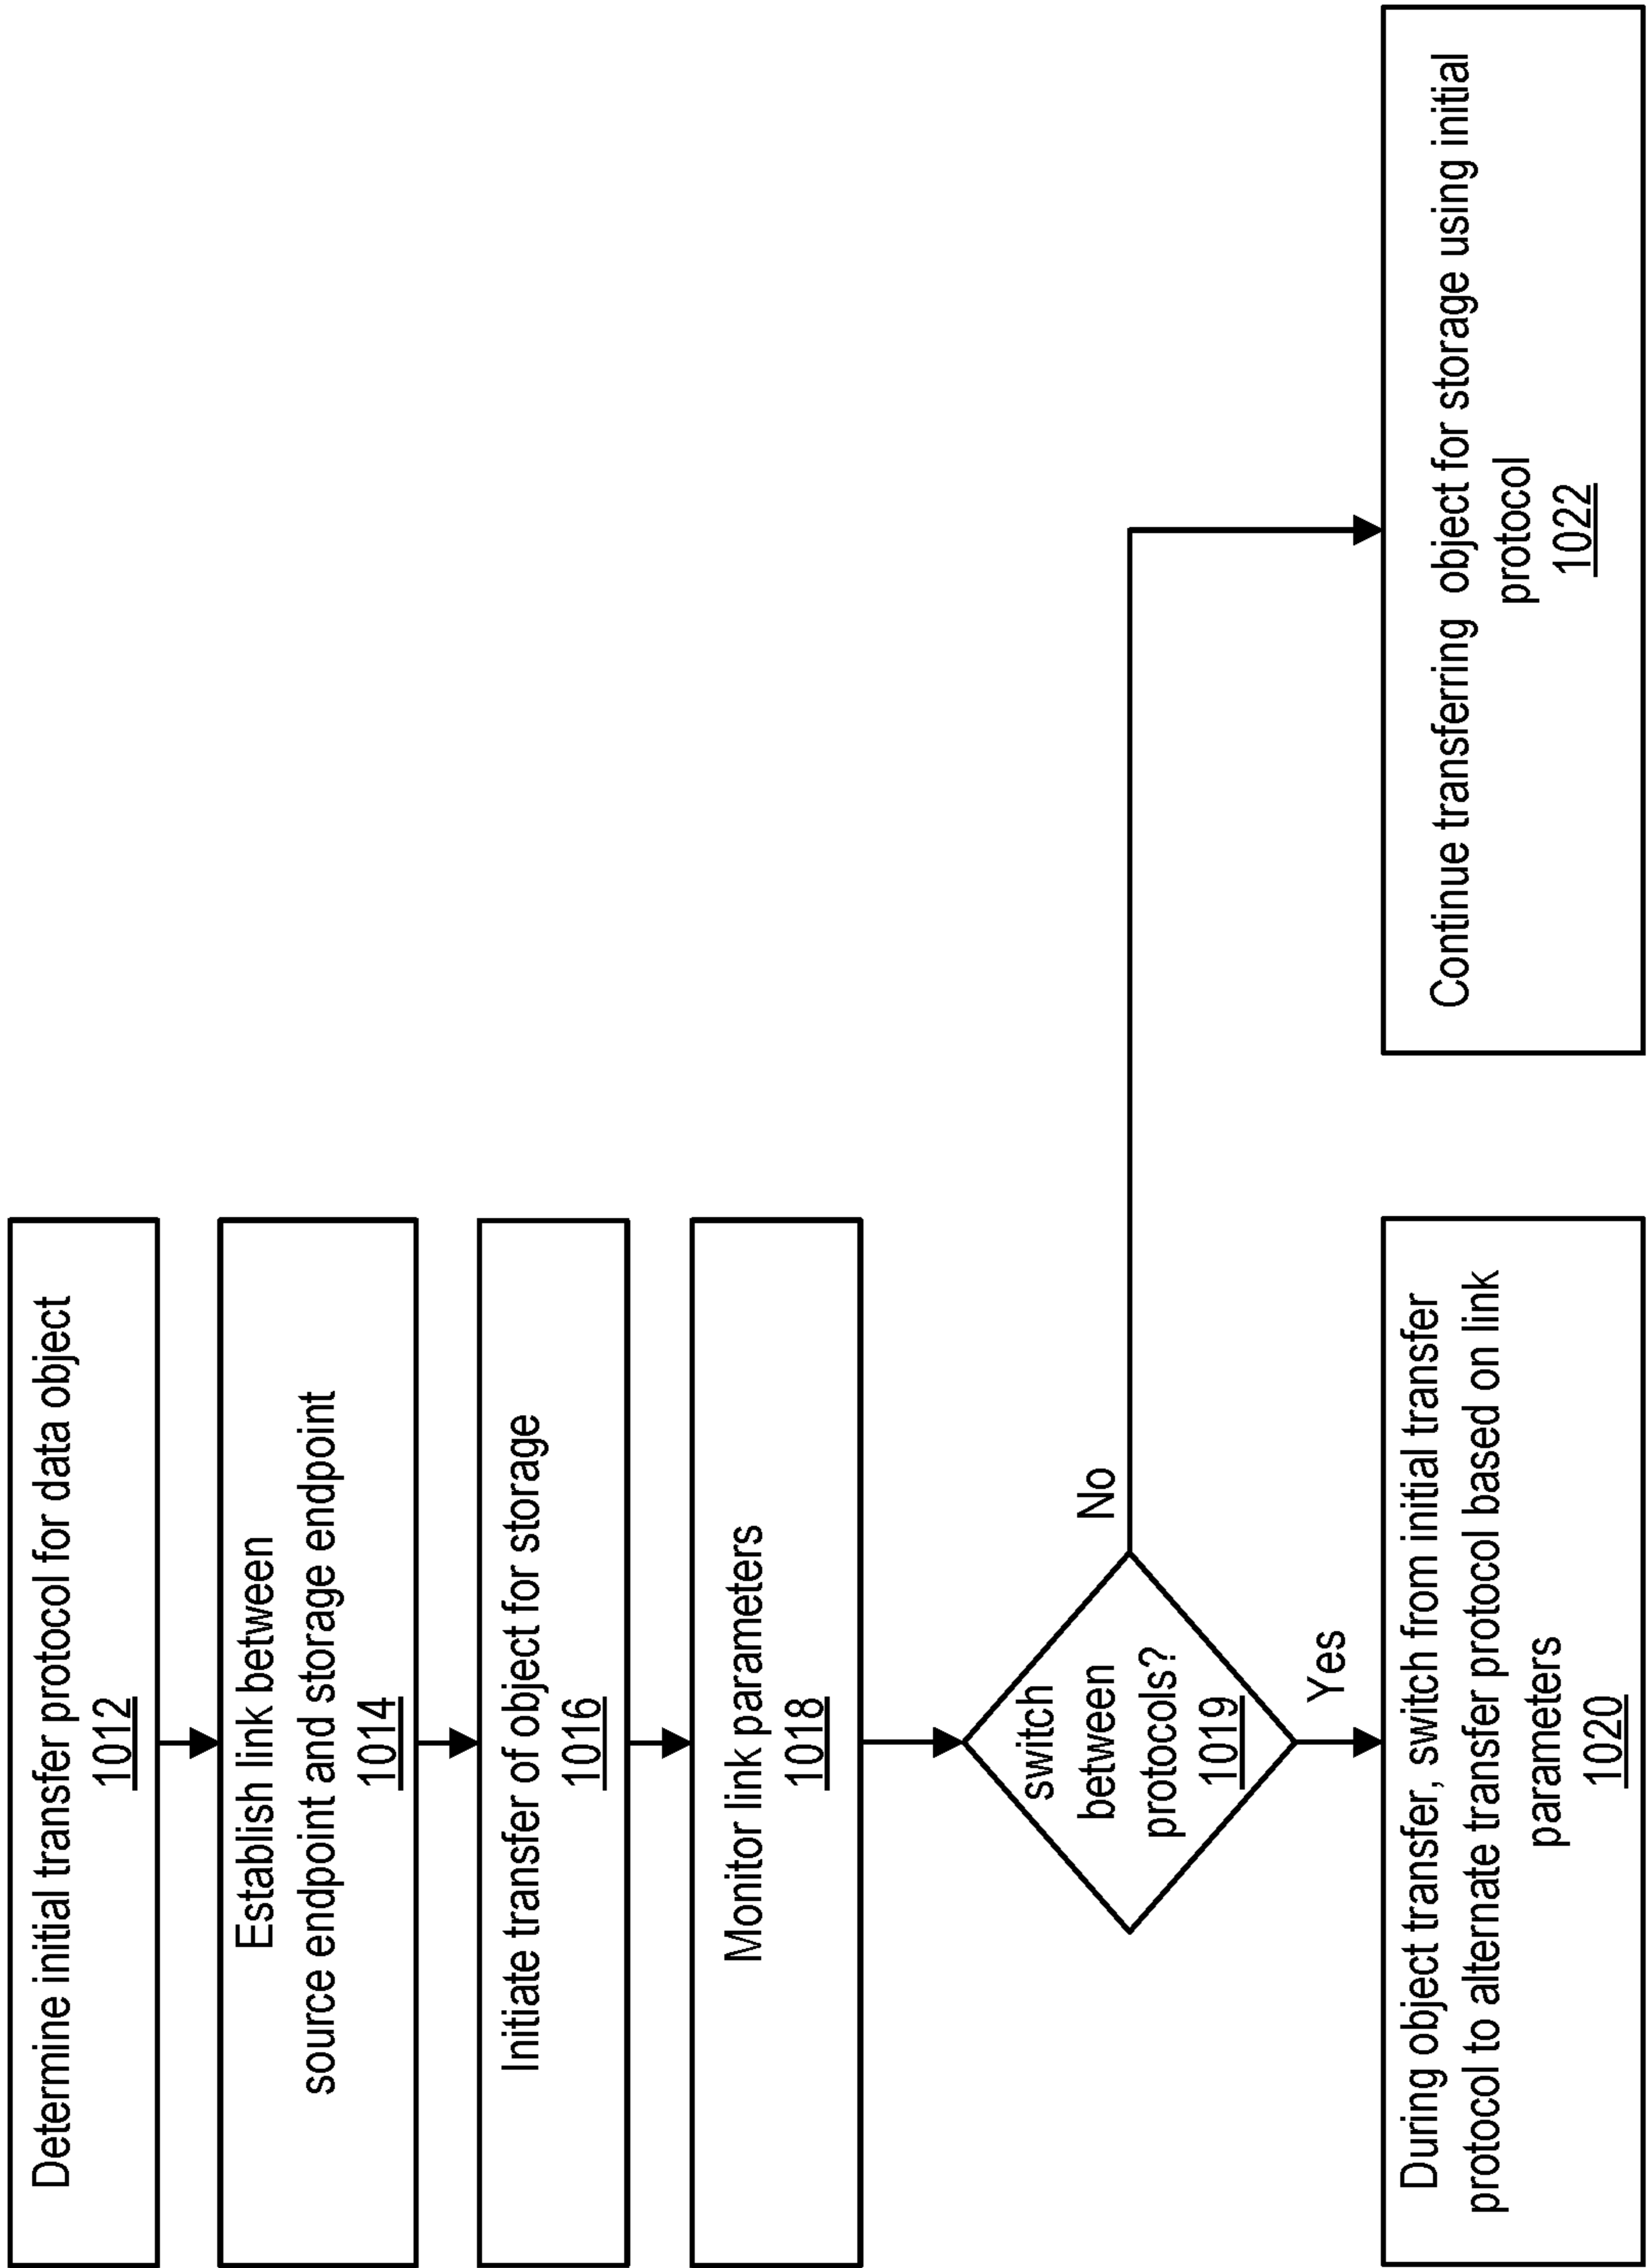 Determine initial transfer protocol for data object
1012
Establish link between
source endpoint and storage endpoint
1014
Initiate transfer of object for storage
1016
Monitor link parameters
1018
switch
between
protocols?
1019
No
Yes
During object transfer, switch from initial transfer
protocol to alternate transfer protocol based on link
parameters
1020
Continue transferring object for storage using initial
protocol
1022